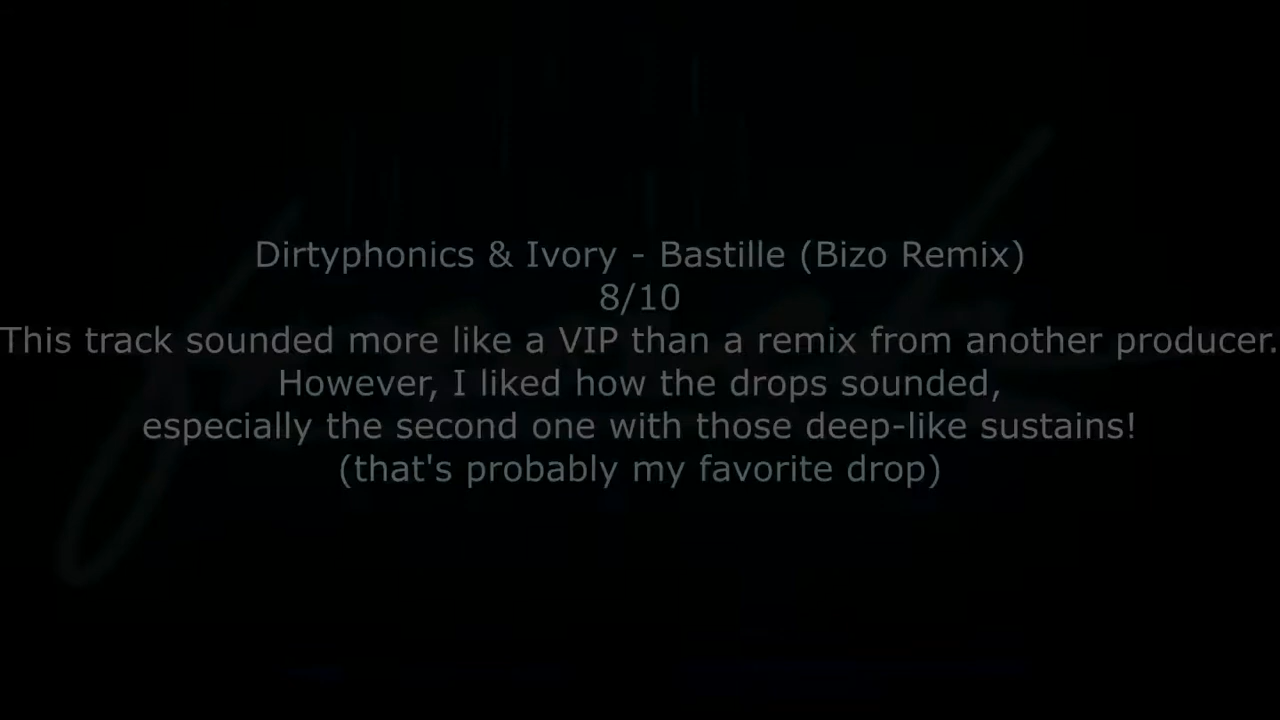 Dirtyphonics & Ivory - Bastille (Bizo Remix)
8/10
This track sounded more like a VIP than a remix from another producer.
However, I liked how the drops sounded,
especially the second one with those deep-like sustains!
(that's probably my favorite drop)